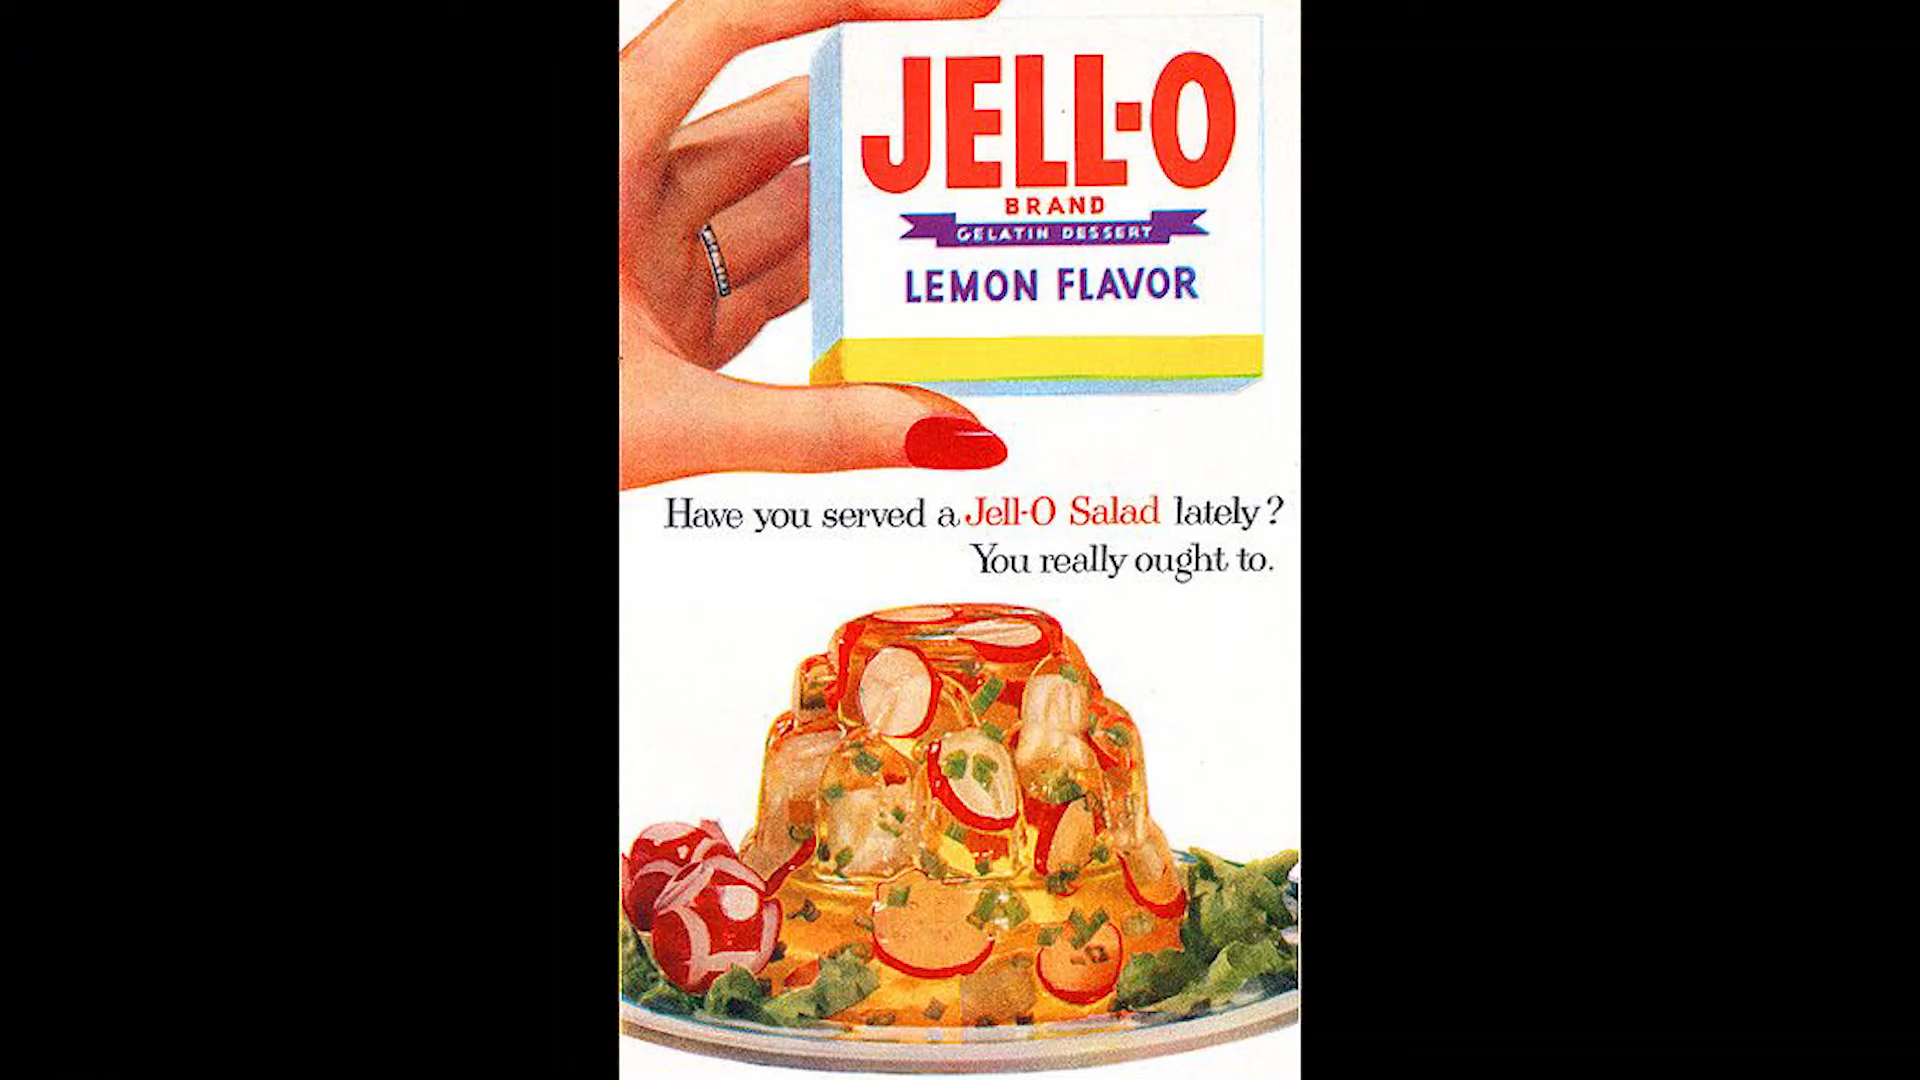 JELL-O
BRAND
GELATIN DESSERT
LEMON FLAVOR
Have you served a Jell-O Salad lately?
You really ought to.